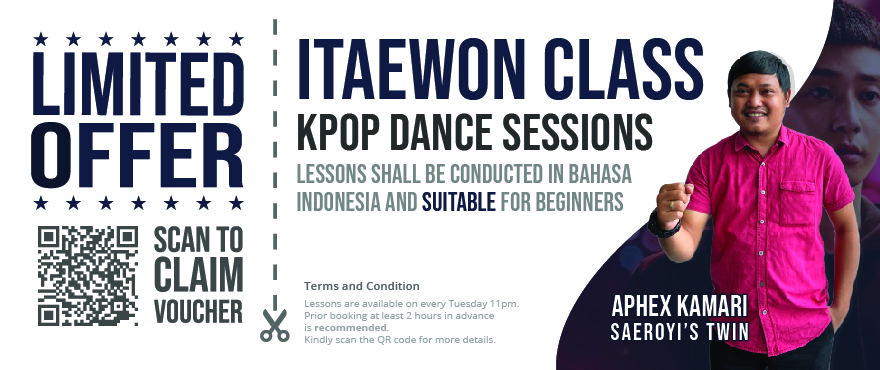 LIMITED
OFFER
SCAN TO
CLAIM
VOUCHER
ITAEWON CLASS
KPOP DANCE SESSIONS
LESSONS SHALL BE CONDUCTED IN BAHASA
INDONESIA AND SUITABLE FOR BEGINNERS
Terms and Condition
Lessons are available on every Tuesday 11pm.
Prior booking at least 2 hours in advance
is recommended.
Kindly scan the QR code for more details.
APHEX KAMARI
SAEROYI'S TWIN